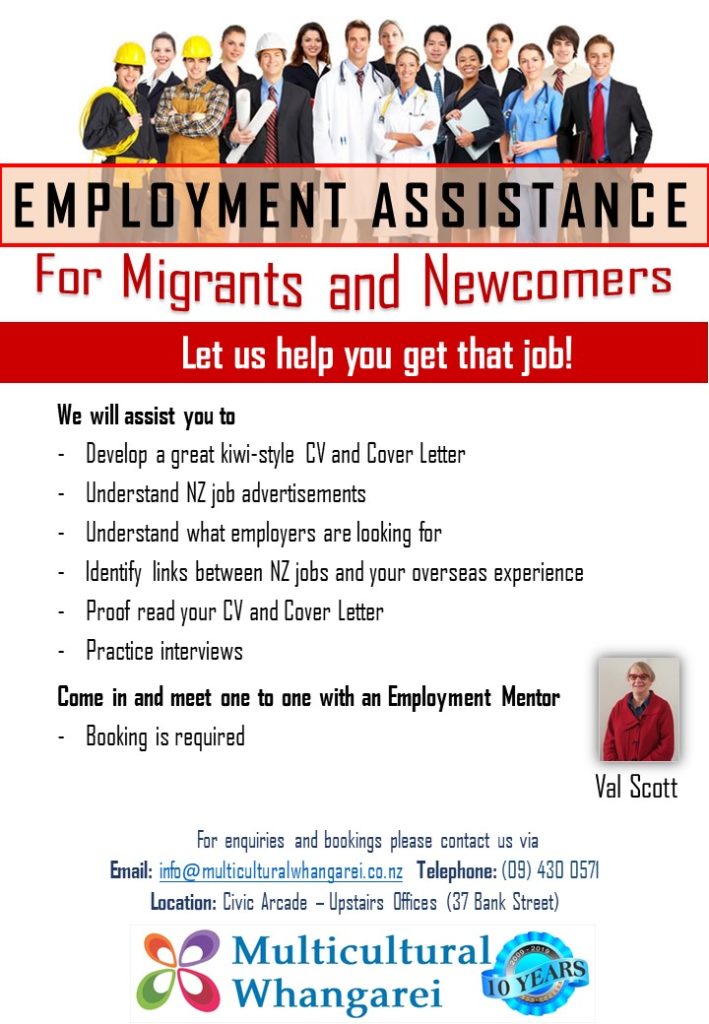 EMPLOYMENT ASSISTANCE
For Migrants and Newcomers
Let us help you get that job!
We will assist you to
- Develop a great kiwi-style CV and Cover Letter
- Understand NZ job advertisements
- Understand what employers are looking for
- Identify links between NZ jobs and your overseas experience
- Proof read your CV and Cover Letter
- Practice interviews
Come in and meet one to one with an Employment Mentor
- Booking is required
Val Scott
For enquiries and bookings please contact us via
Email: info@multiculturalwhangarei.co.nz Telephone: (09) 430 0571
Location: Civic Arcade – Upstairs Offices (37 Bank Street)
Multicultural
Whangarei
2009 - 2019
10 YEARS